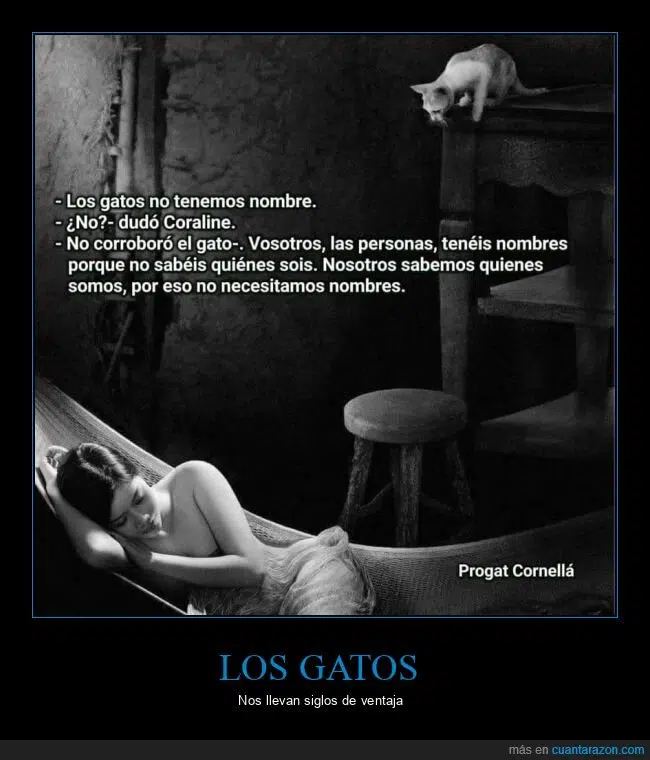 - Los gatos no tenemos nombre.
- ¿No?- dudó Coraline.
- No corroboró el gato-. Vosotros, las personas, tenéis nombres
porque no sabéis quiénes sois. Nosotros sabemos quienes
somos, por eso no necesitamos nombres.
Progat Cornellá
LOS GATOS
Nos llevan siglos de ventaja
más en cuantarazon.com